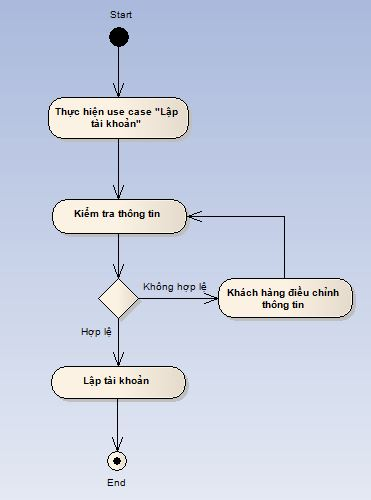 Start
Thực hiện use case "Lập
tài khoản"
Kiểm tra thông tin
Không hợp lệ
Khách hàng điều chỉnh
thông tin
Hợp lệ
Lập tài khoản
End